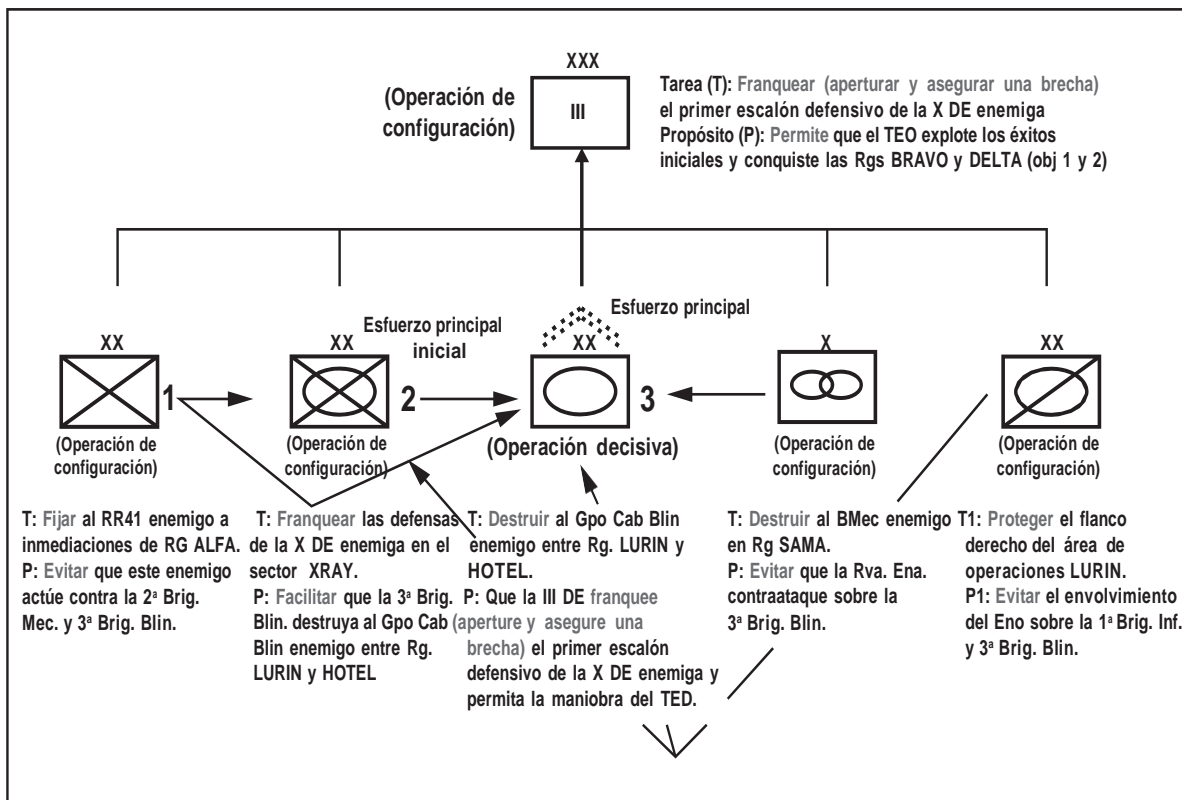 XXX
(Operación de
configuración)
III
Tarea (T): Franquear (aperturar y asegurar una brecha)
el primer escalón defensivo de la X DE enemiga
Propósito (P): Permite que el TEO explote los éxitos
iniciales y conquiste las Rgs BRAVO y DELTA (obj 1 y 2)
XX
1
(Operación de
configuración)
Esfuerzo principal
inicial
XX
2
(Operación de
configuración)
Esfuerzo principal
XX
3
(Operación decisiva)
X
(Operación de
configuración)
XX
(Operación de
configuración)
T: Fijar al RR41 enemigo a
inmediaciones de RG ALFA.
P: Evitar que este enemigo
actúe contra la 2ª Brig.
Mec. y 3ª Brig. Blin.
T: Franquear las defensas
de la X DE enemiga en el
sector XRAY.
P: Facilitar que la 3ª Brig.
Blin. destruya al Gpo Cab
Blin enemigo entre Rg.
LURIN y HOTEL
T: Destruir al Gpo Cab Blin
enemigo entre Rg. LURIN y
HOTEL.
P: Que la III DE franquee
(aperture y asegure una
brecha) el primer escalón
defensivo de la X DE enemiga y
permita la maniobra del TED.
T: Destruir al BMec enemigo
en Rg SAMA.
P: Evitar que la Rva. Ena.
contraataque sobre la
3ª Brig. Blin.
T1: Proteger el flanco
derecho del área de
operaciones LURIN.
P1: Evitar el envolvimiento
del Eno sobre la 1ª Brig. Inf.
y 3ª Brig. Blin.